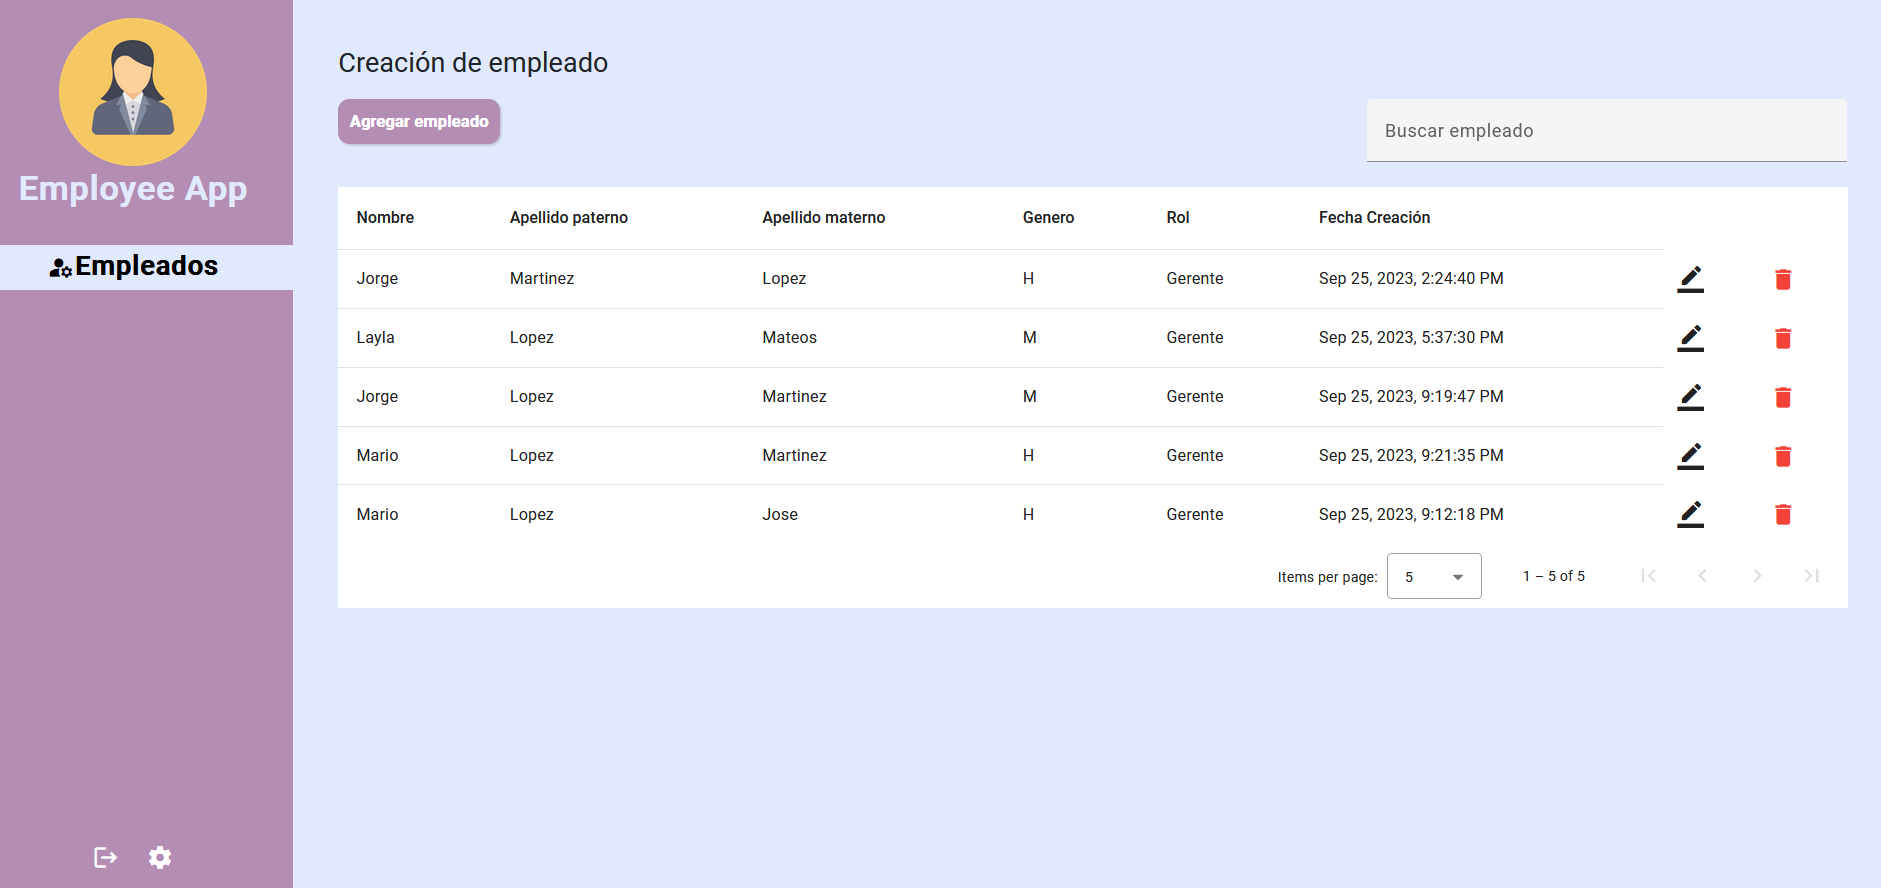 Employee App
Empleados
Creación de empleado
Agregar empleado
Buscar empleado
Nombre Apellido paterno Apellido materno Genero Rol Fecha Creación
Jorge Martinez Lopez H Gerente Sep 25, 2023, 2:24:40 PM
Layla Lopez Mateos M Gerente Sep 25, 2023, 5:37:30 PM
Jorge Lopez Martinez M Gerente Sep 25, 2023, 9:19:47 PM
Mario Lopez Martinez H Gerente Sep 25, 2023, 9:21:35 PM
Mario Lopez Jose H Gerente Sep 25, 2023, 9:12:18 PM
Items per page: 5 1 – 5 of 5